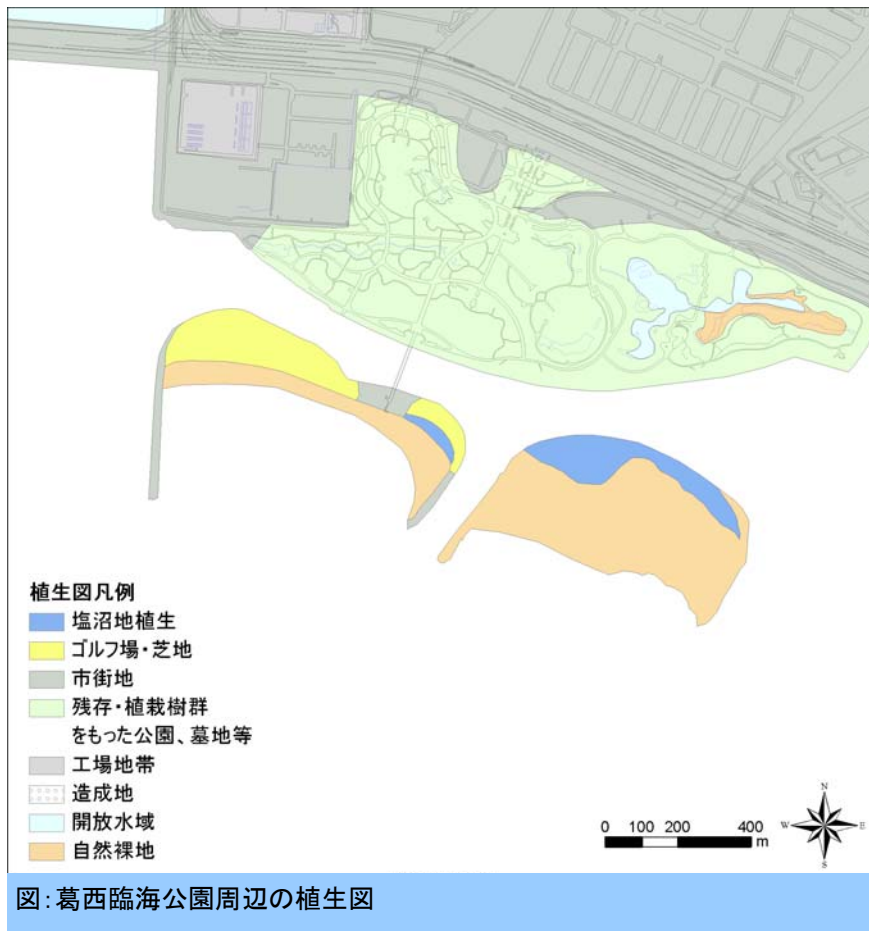 植生図凡例
塩沼地植生
ゴルフ場・芝地
市街地
残存・植栽樹群
をもった公園、墓地等
工場地帯
造成地
開放水域
自然裸地
N
W
E
S
0 100 200 400
m
図:葛西臨海公園周辺の植生図